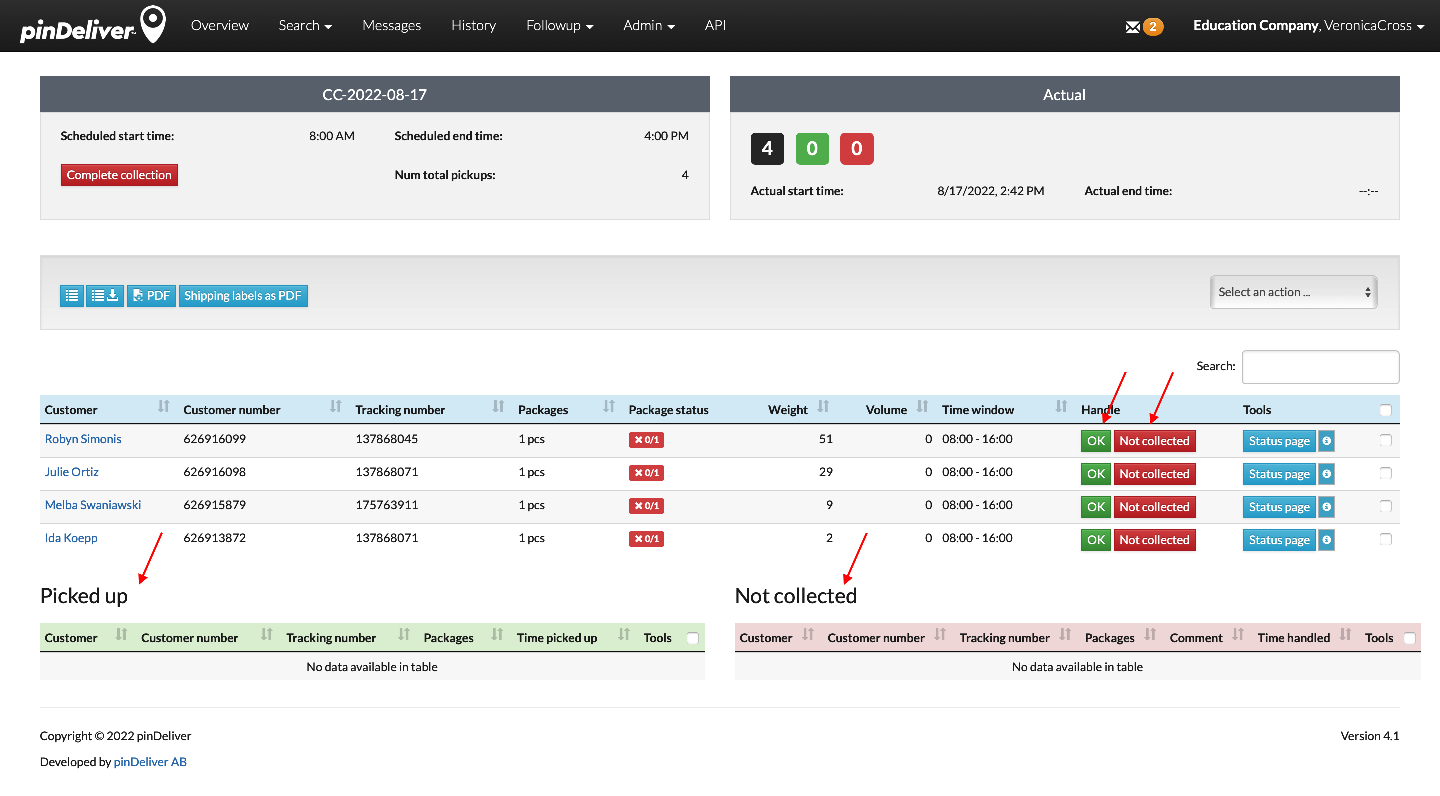 pinDeliver Overview Search Messages History Followup Admin API 2 Education Company, VeronicaCross
CC-2022-08-17
Scheduled start time: 8:00 AM Scheduled end time: 4:00 PM
Complete collection Num total pickups: 4
Actual
4 0 0
Actual start time: 8/17/2022, 2:42 PM Actual end time: --:--
PDF Shipping labels as PDF Select an action ...
Search:
Customer Customer number Tracking number Packages Package status Weight Volume Time window Handle Tools
Robyn Simonis 626916099 137868045 1 pcs 0/1 51 0 08:00 - 16:00 OK Not collected Status page
Julie Ortiz 626916098 137868071 1 pcs 0/1 29 0 08:00 - 16:00 OK Not collected Status page
Melba Swaniawski 626915879 175763911 1 pcs 0/1 9 0 08:00 - 16:00 OK Not collected Status page
Ida Koepp 626913872 137868071 1 pcs 0/1 2 0 08:00 - 16:00 OK Not collected Status page
Picked up
Customer Customer number Tracking number Packages Time picked up Tools
No data available in table
Not collected
Customer Customer number Tracking number Packages Comment Time handled Tools
No data available in table
Copyright © 2022 pinDeliver Version 4.1
Developed by pinDeliver AB